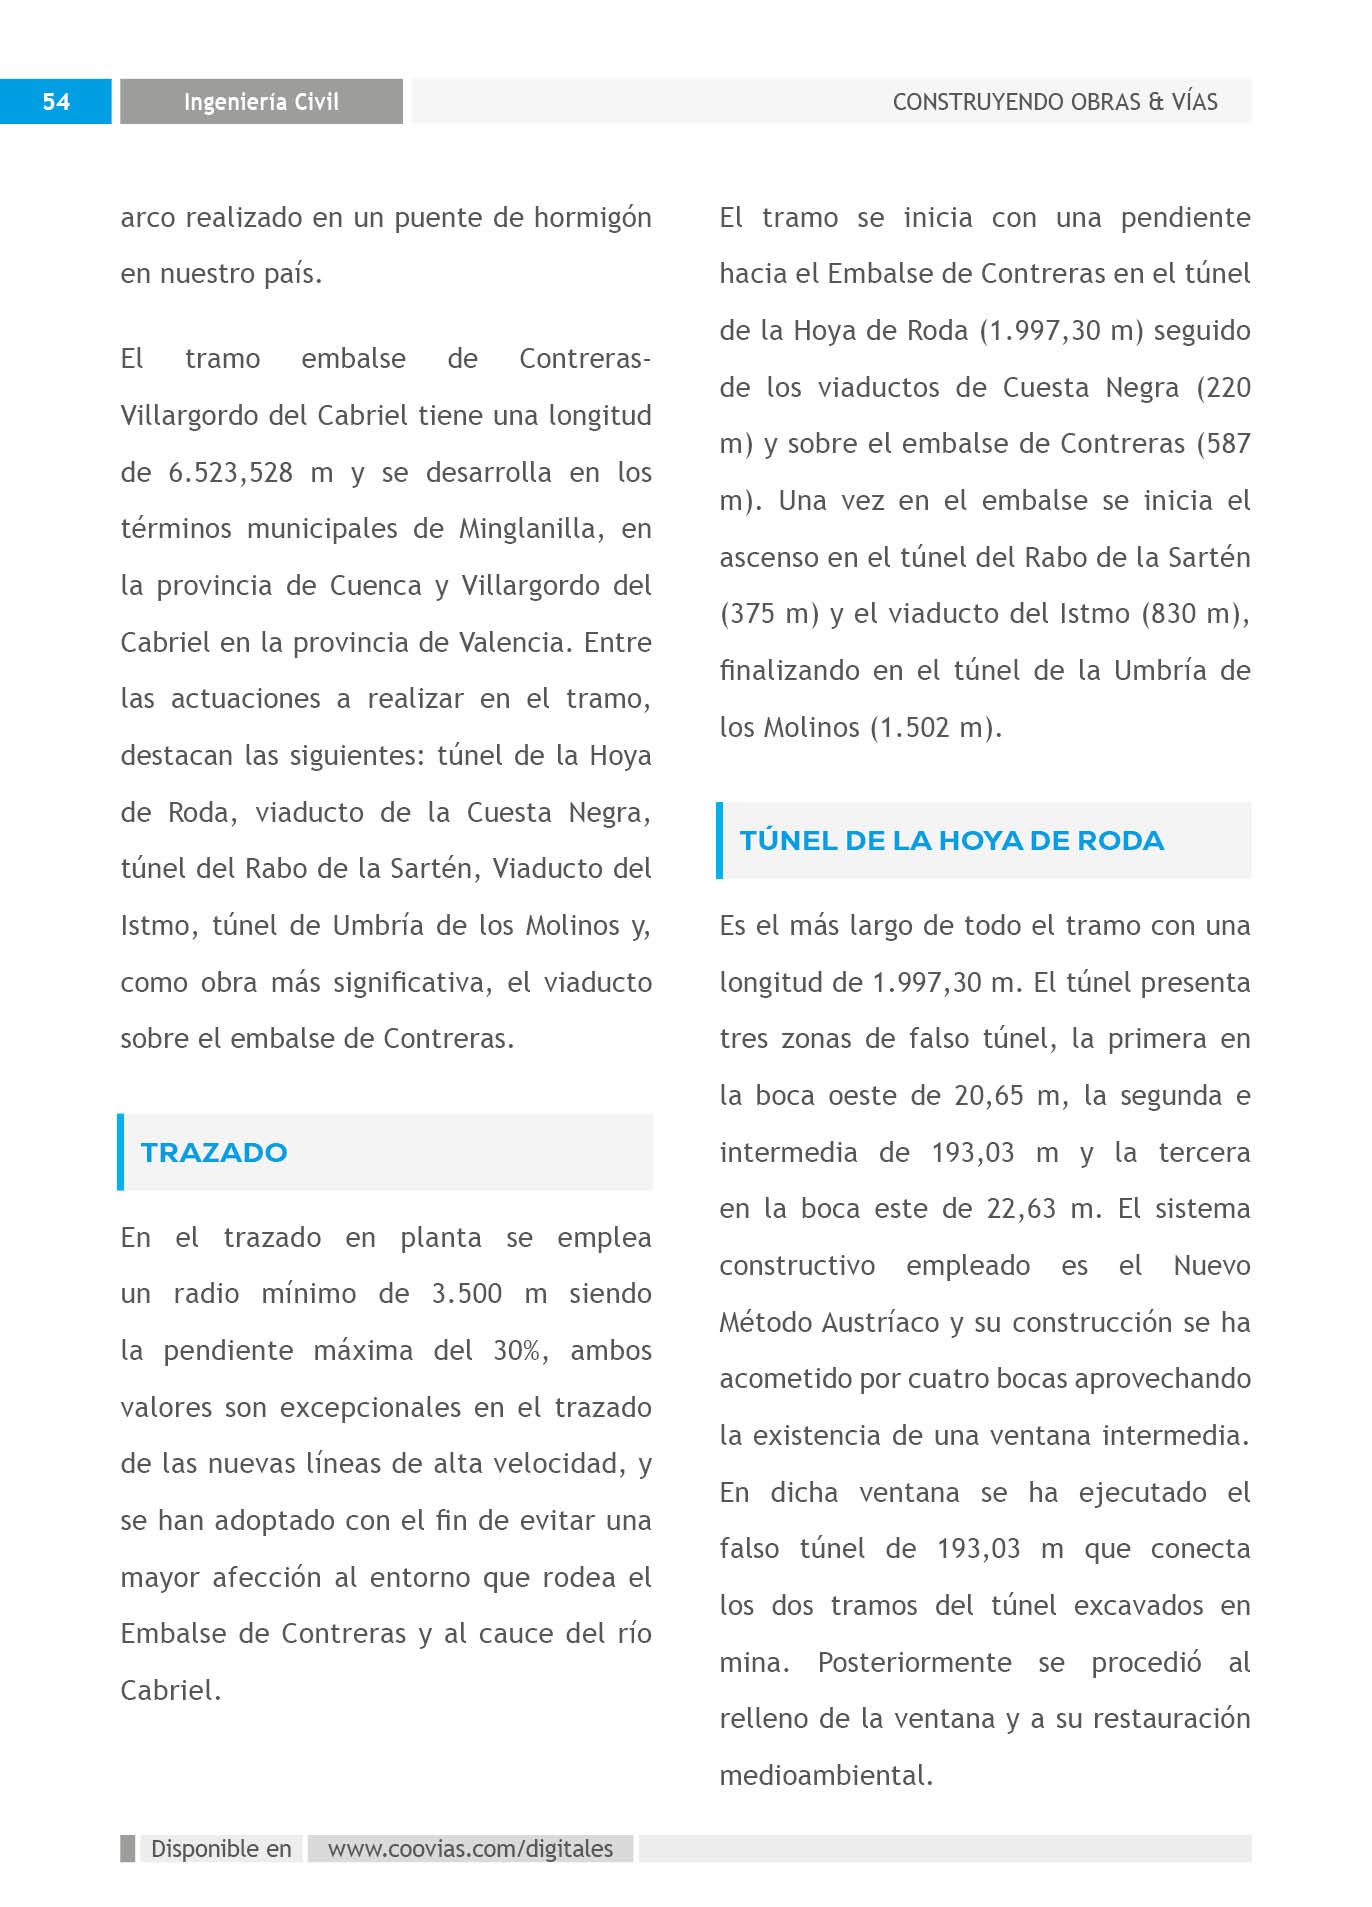 54
Ingeniería Civil
CONSTRUYENDO OBRAS & VÍAS
arco realizado en un puente de hormigón
en nuestro país.
El tramo embalse de Contreras-
Villargordo del Cabriel tiene una longitud
de 6.523,528 m y se desarrolla en los
términos municipales de Minglanilla, en
la provincia de Cuenca y Villargordo del
Cabriel en la provincia de Valencia. Entre
las actuaciones a realizar en el tramo,
destacan las siguientes: túnel de la Hoya
de Roda, viaducto de la Cuesta Negra,
túnel del Rabo de la Sartén, Viaducto del
Istmo, túnel de Umbría de los Molinos y,
como obra más significativa, el viaducto
sobre el embalse de Contreras.
TRAZADO
En el trazado en planta se emplea
un radio mínimo de 3.500 m siendo
la pendiente máxima del 30%, ambos
valores son excepcionales en el trazado
de las nuevas líneas de alta velocidad, y
se han adoptado con el fin de evitar una
mayor afección al entorno que rodea el
Embalse de Contreras y al cauce del río
Cabriel.
El tramo se inicia con una pendiente
hacia el Embalse de Contreras en el túnel
de la Hoya de Roda (1.997,30 m) seguido
de los viaductos de Cuesta Negra (220
m) y sobre el embalse de Contreras (587
m). Una vez en el embalse se inicia el
ascenso en el túnel del Rabo de la Sartén
(375 m) y el viaducto del Istmo (830 m),
finalizando en el túnel de la Umbría de
los Molinos (1.502 m).
TÚNEL DE LA HOYA DE RODA
Es el más largo de todo el tramo con una
longitud de 1.997,30 m. El túnel presenta
tres zonas de falso túnel, la primera en
la boca oeste de 20,65 m, la segunda e
intermedia de 193,03 m y la tercera
en la boca este de 22,63 m. El sistema
constructivo empleado es el Nuevo
Método Austríaco y su construcción se ha
acometido por cuatro bocas aprovechando
la existencia de una ventana intermedia.
En dicha ventana se ha ejecutado el
falso túnel de 193,03 m que conecta
los dos tramos del túnel excavados en
mina. Posteriormente se procedió al
relleno de la ventana y a su restauración
medioambiental.
Disponible en
www.coovias.com/digitales